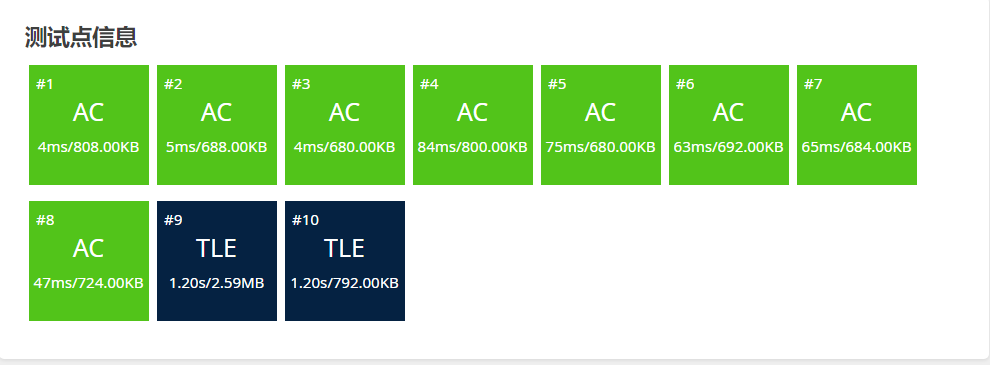 测试点信息
#1 #2 #3 #4 #5 #6 #7
AC AC AC AC AC AC AC
4ms/808.00KB 5ms/688.00KB 4ms/680.00KB 84ms/800.00KB 75ms/680.00KB 63ms/692.00KB 65ms/684.00KB
#8 #9 #10
AC TLE TLE
47ms/724.00KB 1.20s/2.59MB 1.20s/792.00KB